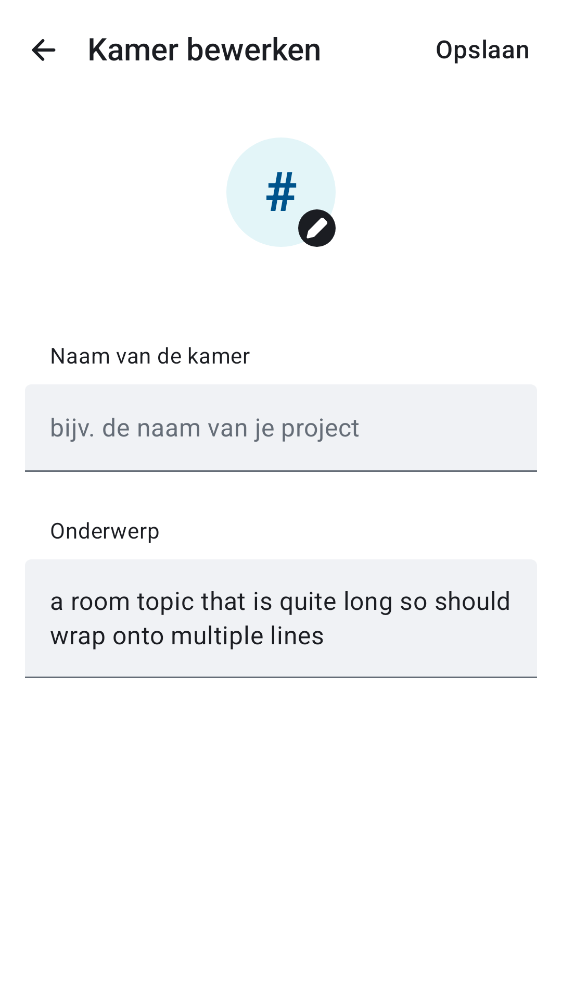 Kamer bewerken
Opslaan
#
Naam van de kamer
bijv. de naam van je project
Onderwerp
a room topic that is quite long so should
wrap onto multiple lines